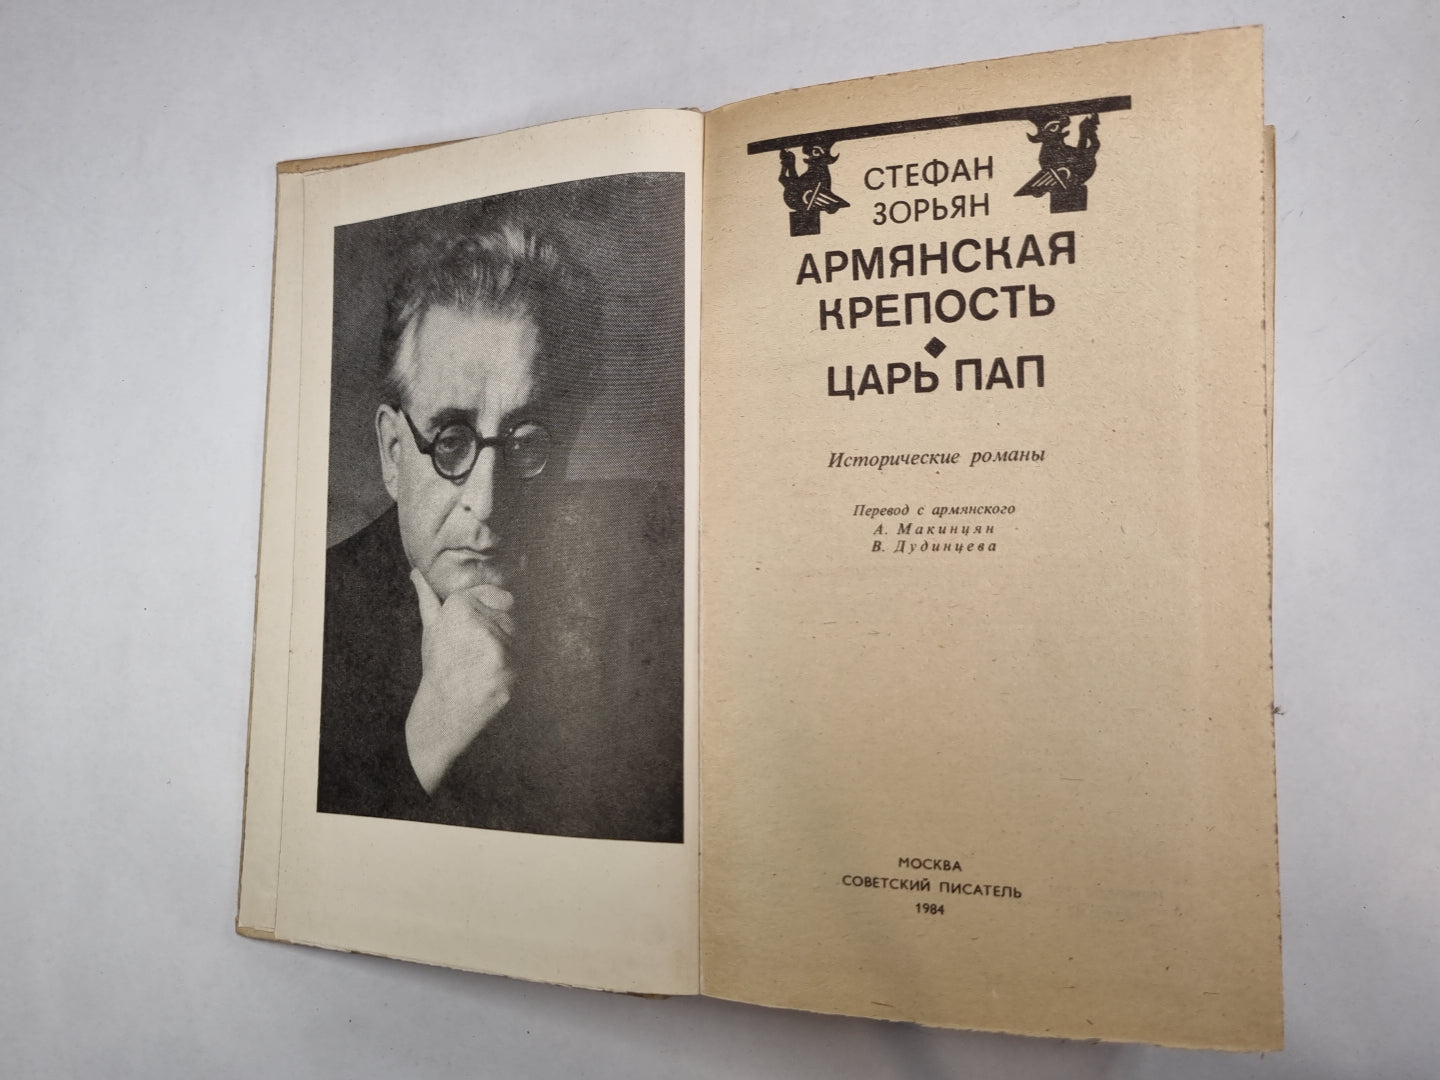 СТЕФАН
ЗОРЬЯН
АРМЯНСКАЯ
КРЕПОСТЬ
ЦАРЬ ПАП
Исторические романы
Перевод с армянского
А. Макинцян
В. Дудинцева
МОСКВА
СОВЕТСКИЙ ПИСАТЕЛЬ
1984